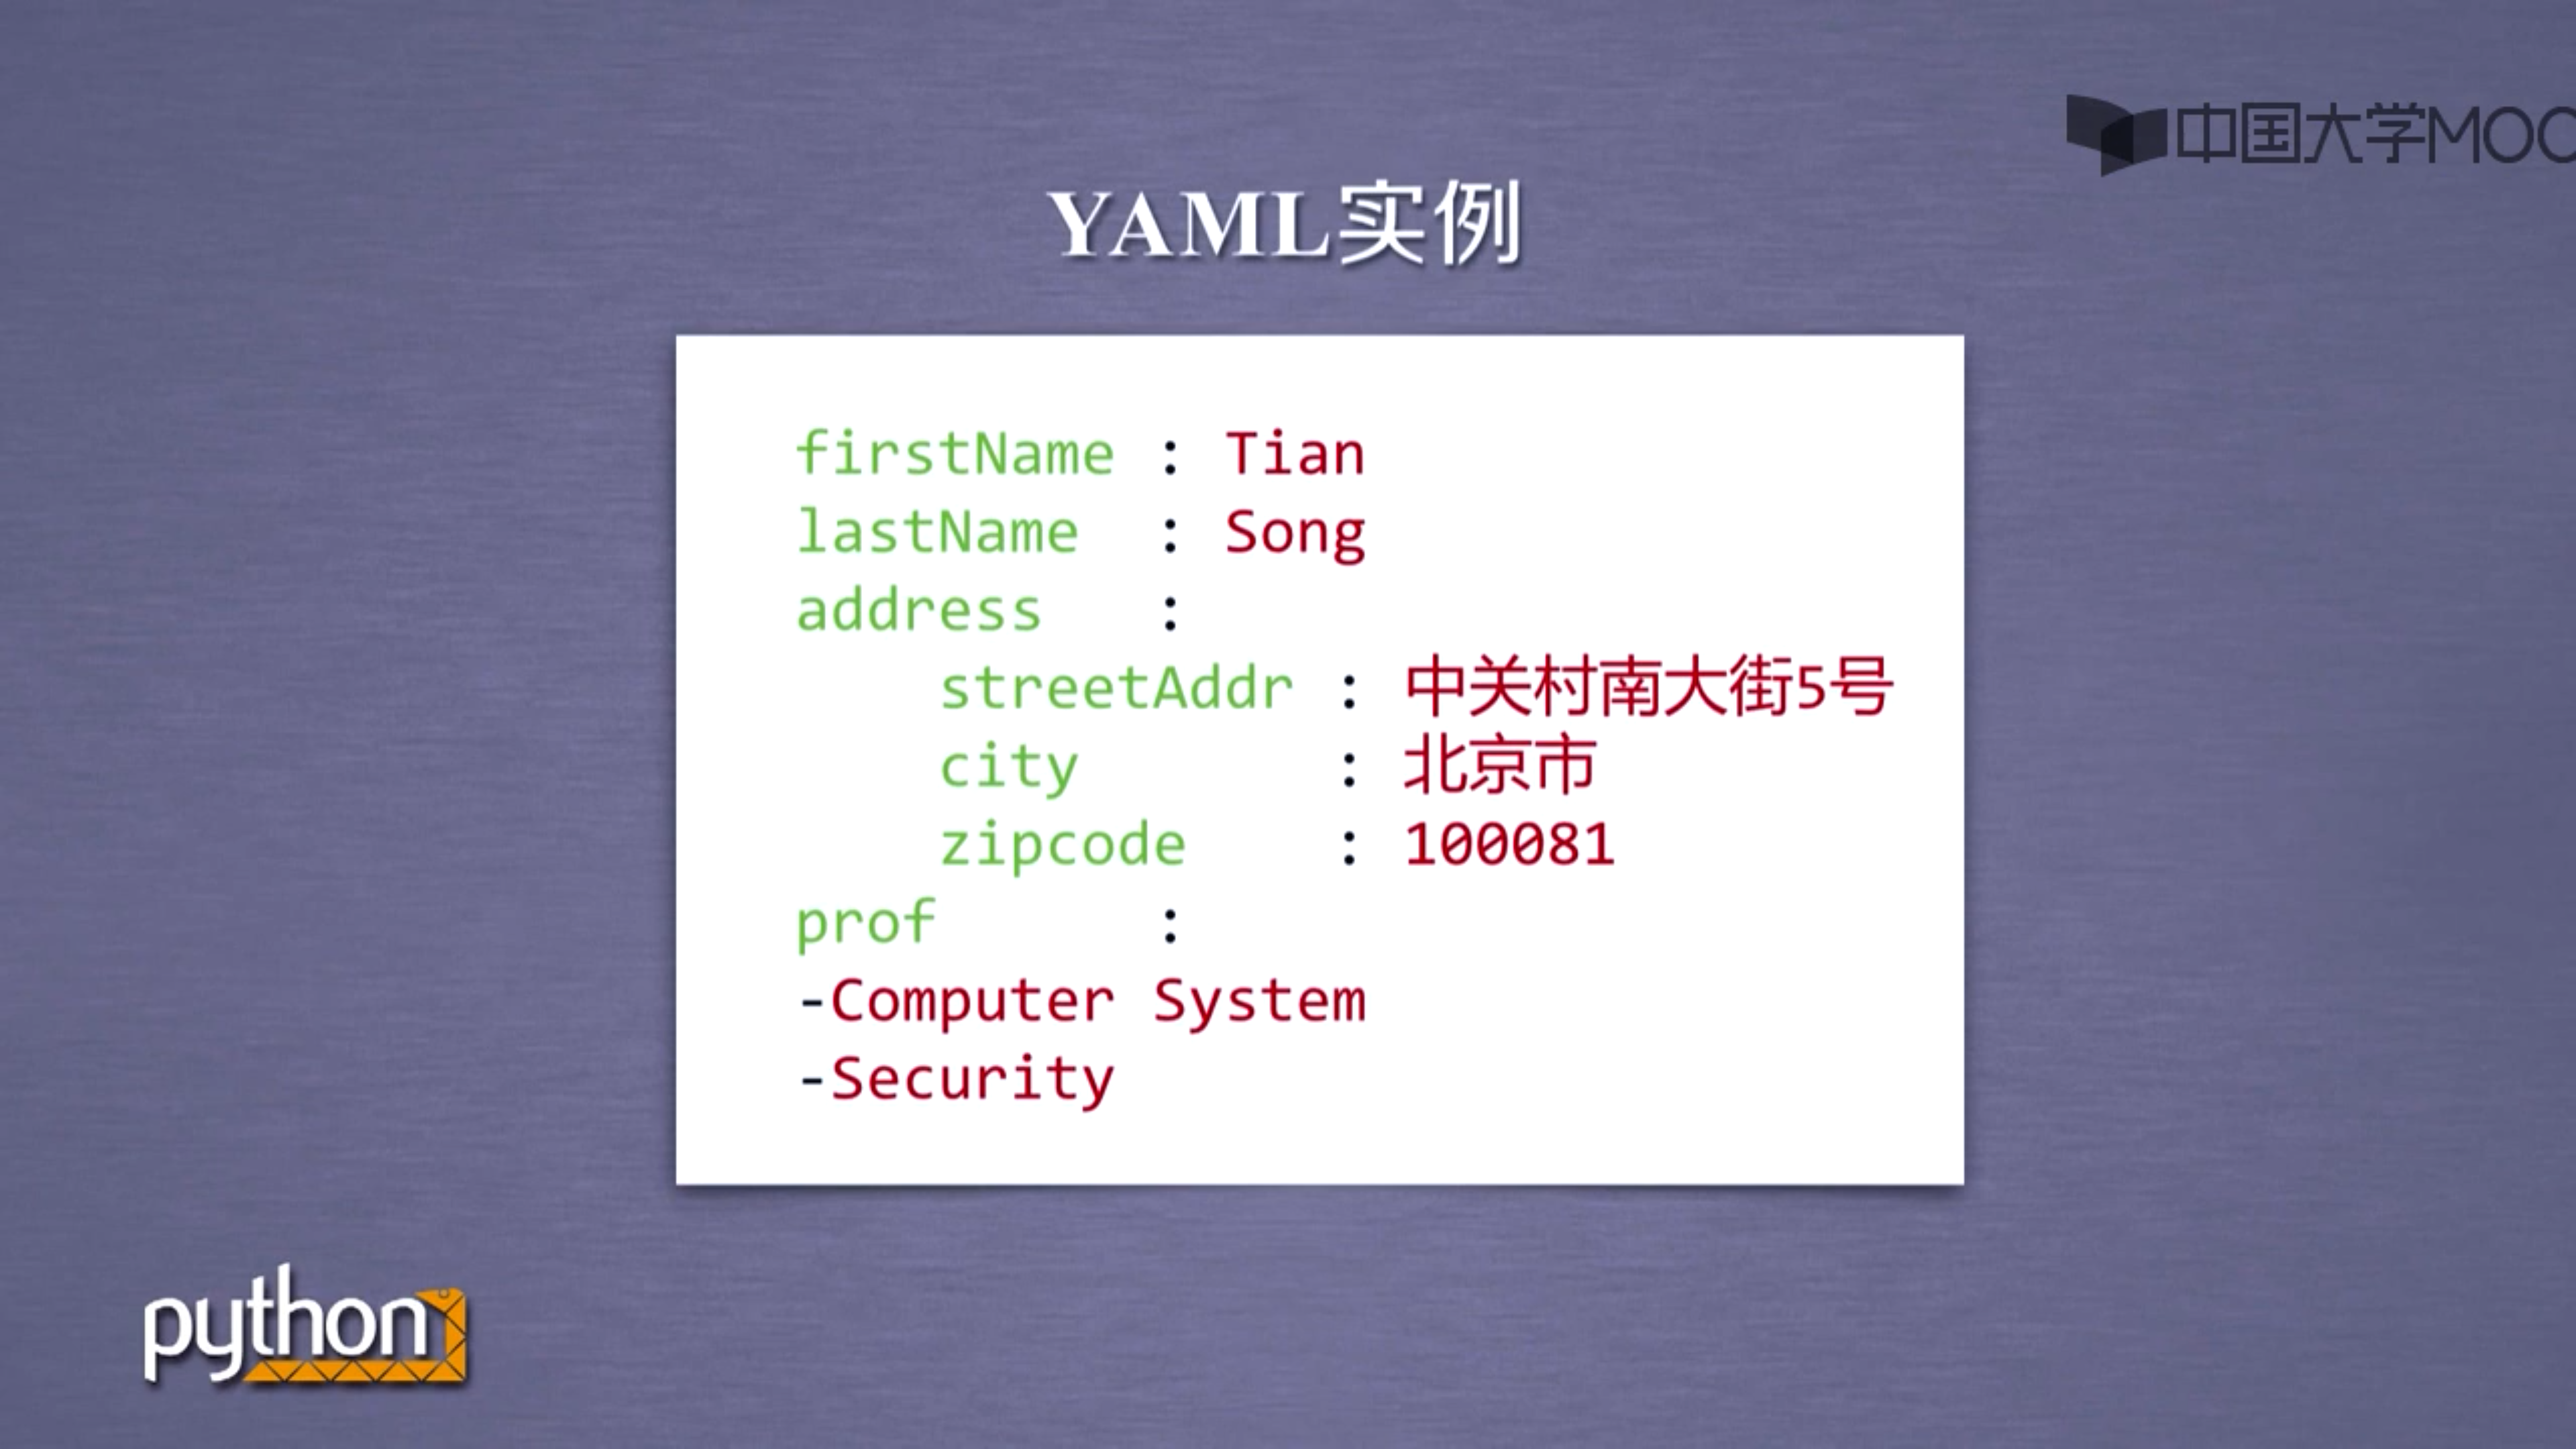 中国大学MOO
YAML实例
firstName : Tian
lastName  : Song
address   :
    streetAddr : 中关村南大街5号
    city       : 北京市
    zipcode    : 100081
prof      :
-Computer System
-Security
python